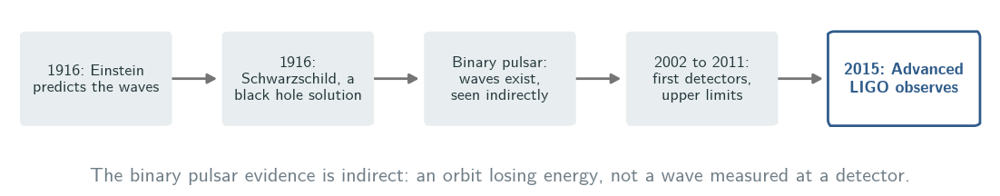 1916: Einstein
predicts the waves
1916:
Schwarzschild, a
black hole solution
Binary pulsar:
waves exist,
seen indirectly
2002 to 2011:
first detectors,
upper limits
2015: Advanced
LIGO observes
The binary pulsar evidence is indirect: an orbit losing energy, not a wave measured at a detector.